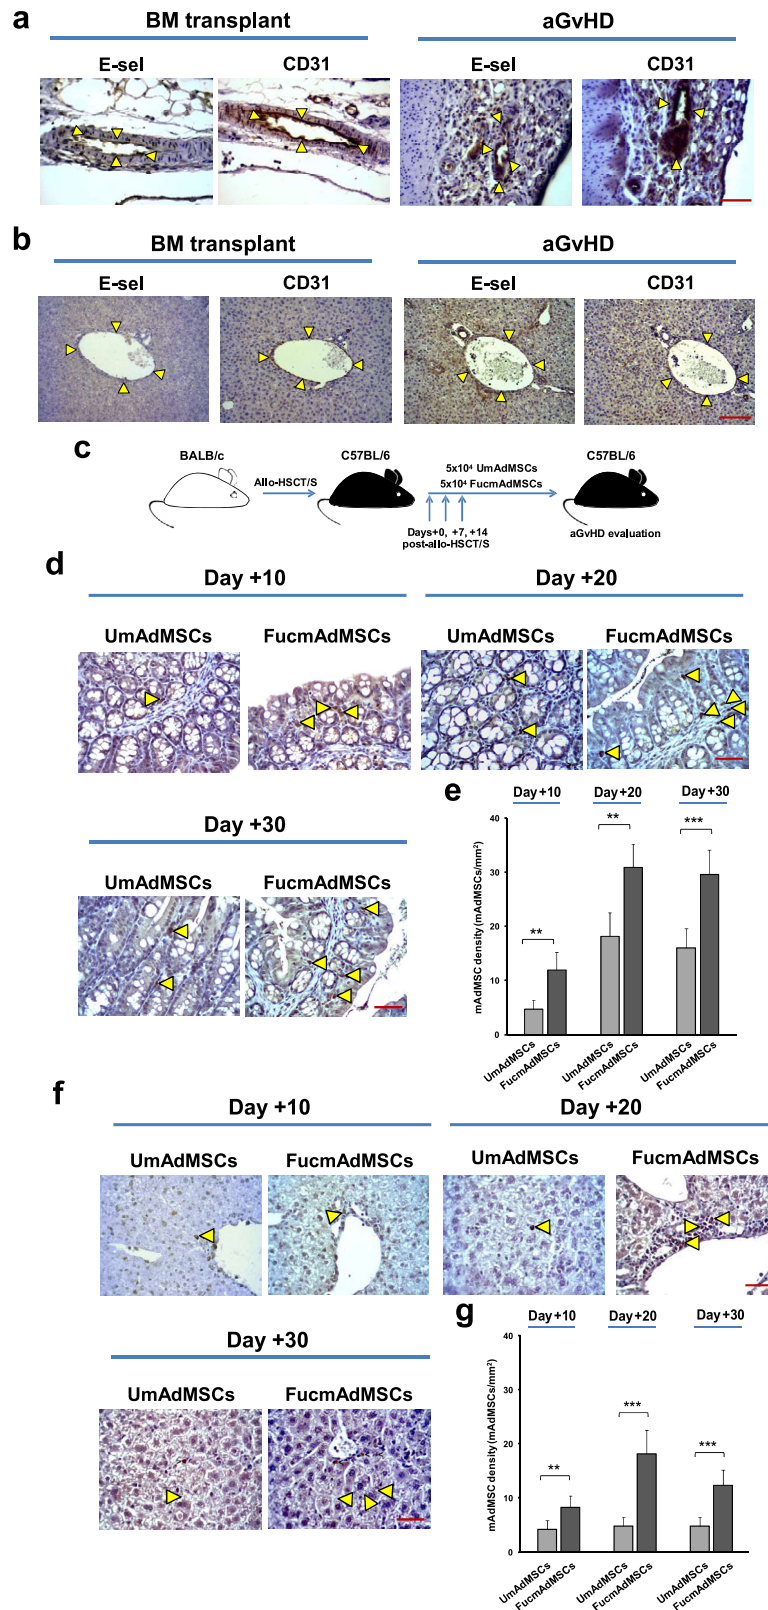 a
BM transplant
aGvHD
E-sel
CD31
E-sel
CD31
b
BM transplant
aGvHD
E-sel
CD31
E-sel
CD31
c
BALB/c
C57BL/6
C57BL/6
Allo-HSCT/S
5x10⁴ UmAdMSCs
5x10⁴ FucmAdMSCs
Days+0, +7, +14
post-allo-HSCT/S
aGvHD evaluation
d
Day +10
Day +20
UmAdMSCs
FucmAdMSCs
UmAdMSCs
FucmAdMSCs
Day +30
UmAdMSCs
FucmAdMSCs
e
Day +10
Day +20
Day +30
mAdMSC density (mAdMSCs/mm²)
40
30
20
10
0
**
**
***
UmAdMSCs
FucmAdMSCs
UmAdMSCs
FucmAdMSCs
UmAdMSCs
FucmAdMSCs
f
Day +10
Day +20
UmAdMSCs
FucmAdMSCs
UmAdMSCs
FucmAdMSCs
Day +30
UmAdMSCs
FucmAdMSCs
g
Day +10
Day +20
Day +30
mAdMSC density (mAdMSCs/mm²)
40
30
20
10
0
**
***
***
UmAdMSCs
FucmAdMSCs
UmAdMSCs
FucmAdMSCs
UmAdMSCs
FucmAdMSCs